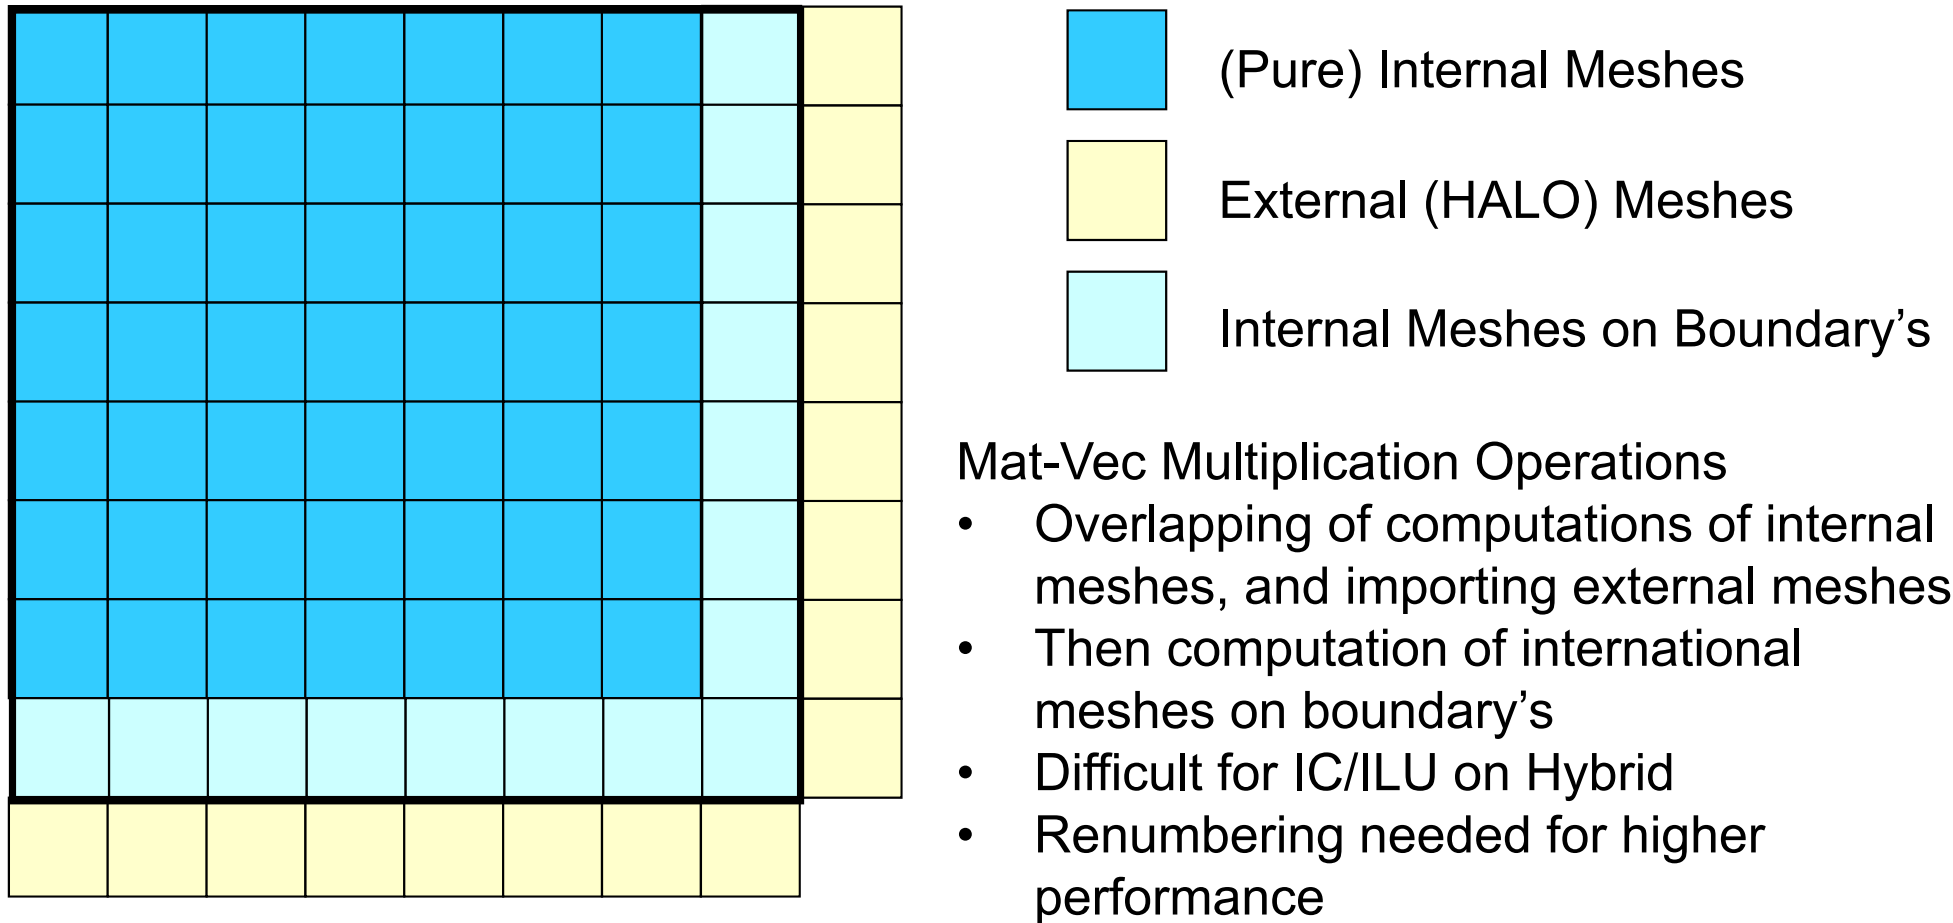 (Pure) Internal Meshes
External (HALO) Meshes
Internal Meshes on Boundary’s
Mat-Vec Multiplication Operations
• Overlapping of computations of internal
meshes, and importing external meshes
• Then computation of international
meshes on boundary’s
• Difficult for IC/ILU on Hybrid
• Renumbering needed for higher
performance